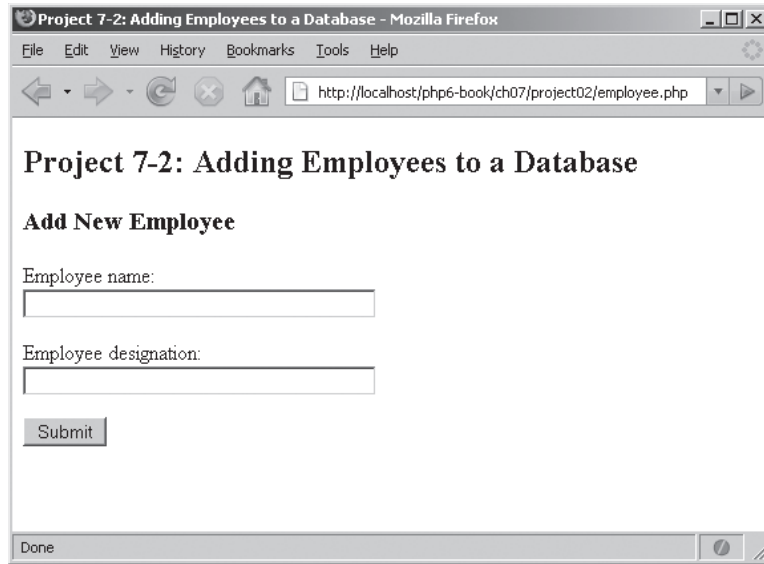 Project 7-2: Adding Employees to a Database - Mozilla Firefox
File Edit View History Bookmarks Tools Help
http://localhost/php6-book/ch07/project02/employee.php
Project 7-2: Adding Employees to a Database
Add New Employee
Employee name:
Employee designation:
Submit
Done